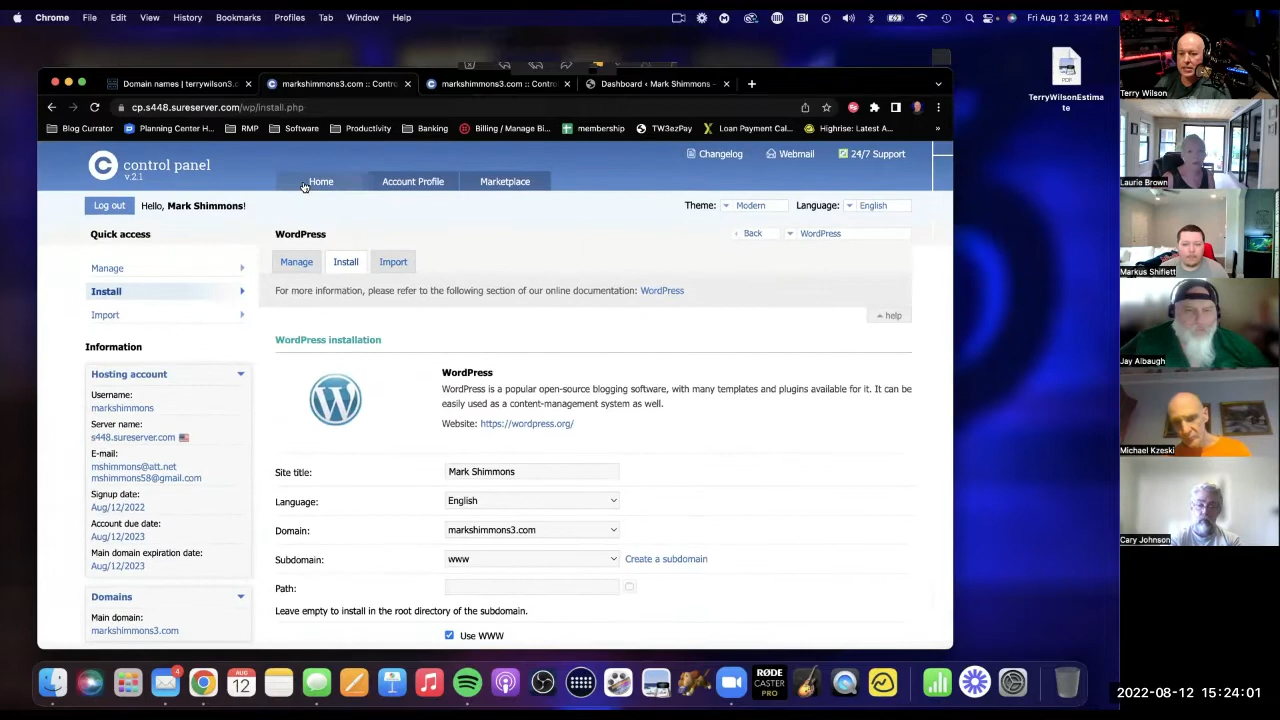 Chrome File Edit View History Bookmarks Profiles Tab Window Help Fri Aug 12 3:24 PM
Domain names | terrywilson3.c markshimmons3.com :: Contro markshimmons3.com :: Contro Dashboard ‹ Mark Shimmons –
cp.s448.sureserver.com/wp/install.php
Blog Currator Planning Center H... RMP Software Productivity Banking Billing / Manage Bi... membership TW3ezPay Loan Payment Cal... Highrise: Latest A... »
control panel
v.2.1
Changelog Webmail 24/7 Support
Home Account Profile Marketplace
Log out Hello, Mark Shimmons! Theme: Modern Language: English
Quick access
Manage
Install
Import
Information
Hosting account
Username:
markshimmons
Server name:
s448.sureserver.com
E-mail:
mshimmons@att.net
mshimmons58@gmail.com
Signup date:
Aug/12/2022
Account due date:
Aug/12/2023
Main domain expiration date:
Aug/12/2023
Domains
Main domain:
markshimmons3.com
WordPress ‹ Back WordPress
Manage Install Import
For more information, please refer to the following section of our online documentation: WordPress
help
WordPress installation
WordPress
WordPress is a popular open-source blogging software, with many templates and plugins available for it. It can be
easily used as a content-management system as well.
Website: https://wordpress.org/
Site title: Mark Shimmons
Language: English
Domain: markshimmons3.com
Subdomain: www Create a subdomain
Path:
Leave empty to install in the root directory of the subdomain.
Use WWW
PDF
TerryWilsonEstima
te
Terry Wilson
Laurie Brown
Markus Shiflett
Jay Albaugh
Michael Kzeski
Cary Johnson
4
AUG
12
RØDE
CASTER
PRO
2022-08-12 15:24:01